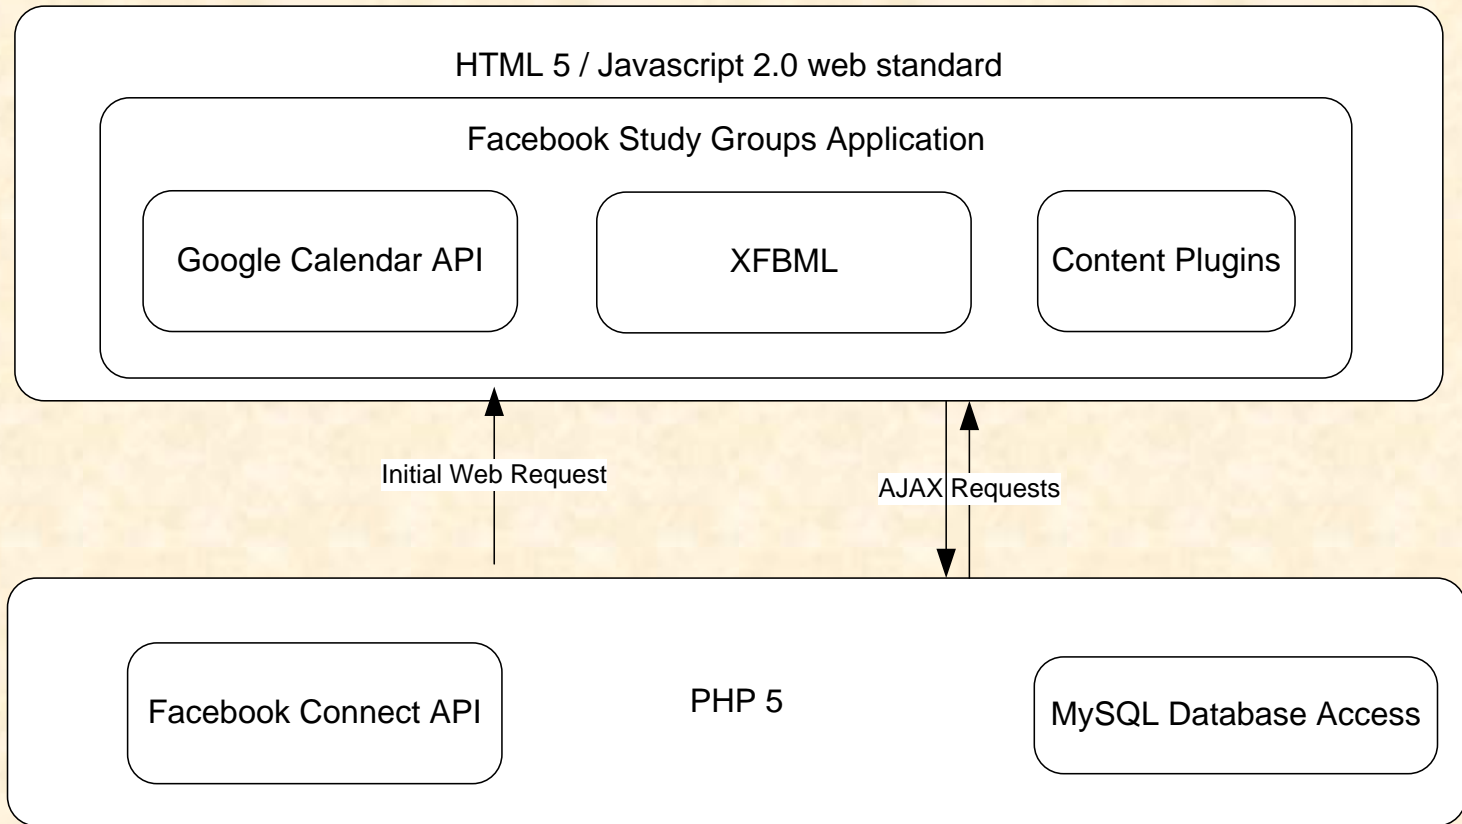 HTML 5 / Javascript 2.0 web standard
Facebook Study Groups Application
Google Calendar API
XFBML
Content Plugins
Initial Web Request
AJAX Requests
Facebook Connect API
PHP 5
MySQL Database Access